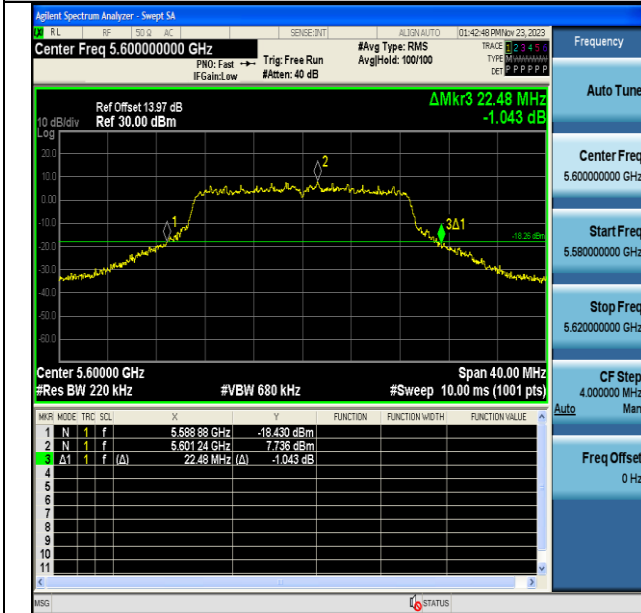 Agilent Spectrum Analyzer - Swept SA
RL RF 50 Ω AC SENSE:INT ALIGN AUTO 01:42:48 PM Nov 23, 2023
Center Freq 5.600000000 GHz #Avg Type: RMS TRACE 1 2 3 4 5 6
PNO: Fast Trig: Free Run Avg|Hold: 100/100 TYPE M
IFGain:Low #Atten: 40 dB DET P P P P P P
ΔMkr3 22.48 MHz
Ref Offset 13.97 dB
10 dB/div Ref 30.00 dBm -1.043 dB
Log
20.0
10.0
0.00
-10.0
-20.0
-30.0
-40.0
-50.0
-60.0
1
2
3Δ1
-18.26 dBm
Center 5.60000 GHz Span 40.00 MHz
#Res BW 220 kHz #VBW 680 kHz #Sweep 10.00 ms (1001 pts)
MKR MODE TRC SCL X Y FUNCTION FUNCTION WIDTH FUNCTION VALUE
1 N 1 f 5.588 88 GHz -18.430 dBm
2 N 1 f 5.601 24 GHz 7.736 dBm
3 Δ1 1 f (Δ) 22.48 MHz (Δ) -1.043 dB
4
5
6
7
8
9
10
11
MSG STATUS
Frequency
Auto Tune
Center Freq
5.600000000 GHz
Start Freq
5.580000000 GHz
Stop Freq
5.620000000 GHz
CF Step
4.000000 MHz
Auto Man
Freq Offset
0 Hz